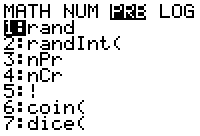 MATH NUM PRB LOG
1:rand
2:randInt(
3:nPr
4:nCr
5:!
6:coin(
7:dice(